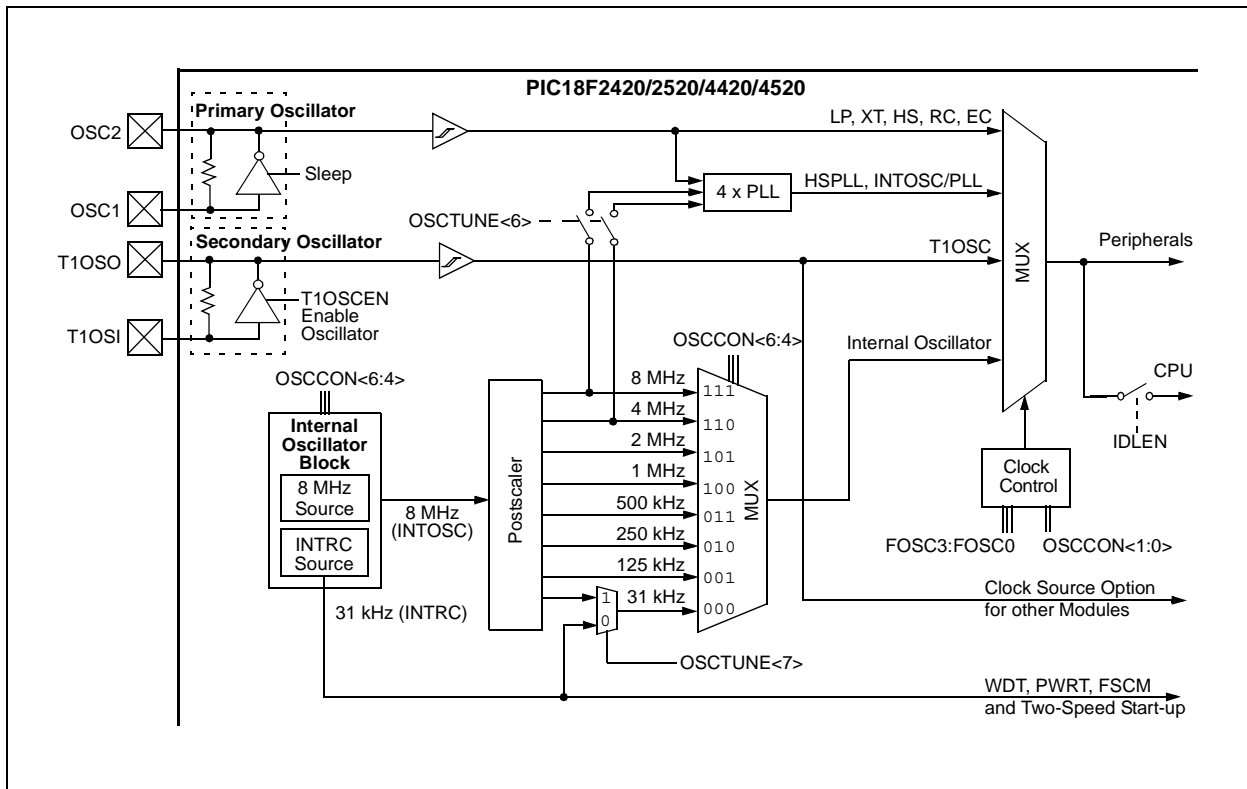 PIC18F2420/2520/4420/4520
Primary Oscillator
OSC2
Sleep
OSC1
LP, XT, HS, RC, EC
4 x PLL
HSPLL, INTOSC/PLL
OSCTUNE<6>
Secondary Oscillator
T1OSO
T1OSCEN
Enable
Oscillator
T1OSI
T1OSC
MUX
Peripherals
Internal Oscillator
CPU
IDLEN
Clock
Control
FOSC3:FOSC0
OSCCON<1:0>
OSCCON<6:4>
Internal
Oscillator
Block
8 MHz
Source
INTRC
Source
8 MHz
(INTOSC)
31 kHz (INTRC)
Postscaler
OSCCON<6:4>
8 MHz
111
4 MHz
110
2 MHz
101
1 MHz
100
500 kHz
011
250 kHz
010
125 kHz
001
1
0
31 kHz
000
MUX
OSCTUNE<7>
Clock Source Option
for other Modules
WDT, PWRT, FSCM
and Two-Speed Start-up